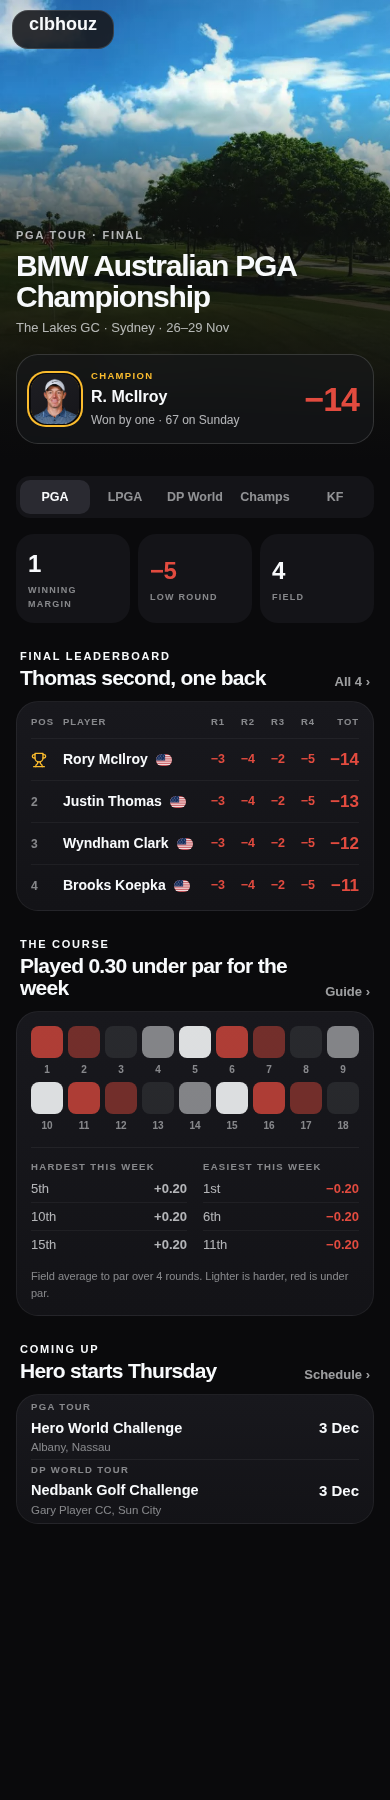 clbhouz
PGA TOUR · FINAL
BMW Australian PGA
Championship
The Lakes GC · Sydney · 26–29 Nov
CHAMPION
R. McIlroy
Won by one · 67 on Sunday
−14
PGA LPGA DP World Champs KF
1
WINNING
MARGIN
−5
LOW ROUND
4
FIELD
FINAL LEADERBOARD
Thomas second, one back
All 4 ›
POS PLAYER R1 R2 R3 R4 TOT
Rory McIlroy −3 −4 −2 −5 −14
2 Justin Thomas −3 −4 −2 −5 −13
3 Wyndham Clark −3 −4 −2 −5 −12
4 Brooks Koepka −3 −4 −2 −5 −11
THE COURSE
Played 0.30 under par for the
week
Guide ›
1 2 3 4 5 6 7 8 9
10 11 12 13 14 15 16 17 18
HARDEST THIS WEEK EASIEST THIS WEEK
5th +0.20 1st −0.20
10th +0.20 6th −0.20
15th +0.20 11th −0.20
Field average to par over 4 rounds. Lighter is harder, red is under
par.
COMING UP
Hero starts Thursday
Schedule ›
PGA TOUR
Hero World Challenge 3 Dec
Albany, Nassau
DP WORLD TOUR
Nedbank Golf Challenge 3 Dec
Gary Player CC, Sun City